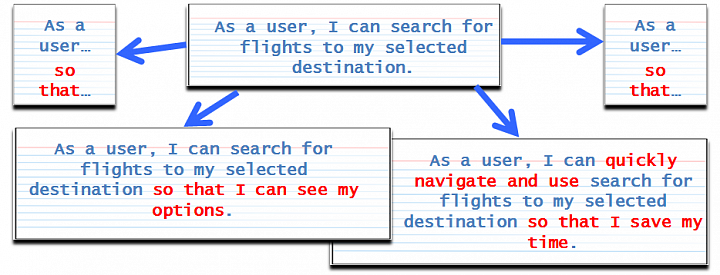 As a
user…
so
that…
As a user, I can search for
flights to my selected
destination.
As a
user…
so
that…
As a user, I can search for
flights to my selected
destination so that I can see my
options.
As a user, I can quickly
navigate and use search for
flights to my selected
destination so that I save my
time.